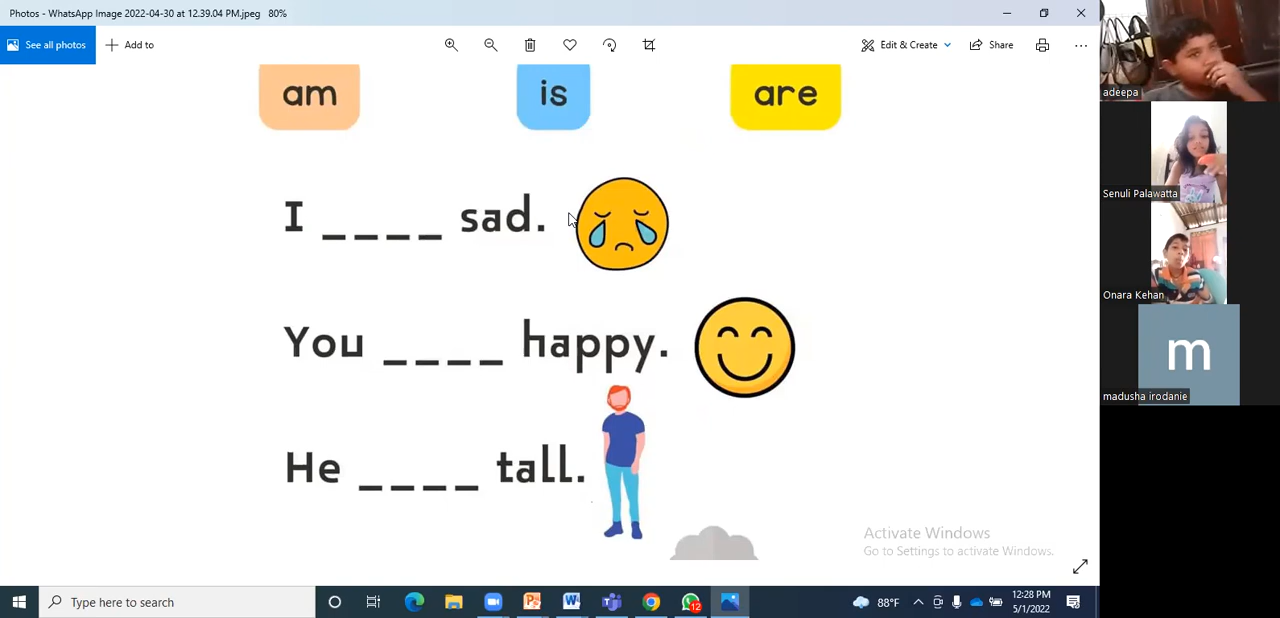 Photos - WhatsApp Image 2022-04-30 at 12.39.04 PM.jpeg 80%
See all photos
Add to
Edit & Create
Share
am is are
I ____ sad.
You ____ happy.
He ____ tall.
adeepa
Senuli Palawatta
Onara Kehan
m
madusha irodanie
Activate Windows
Go to Settings to activate Windows.
Type here to search
12
88°F
12:28 PM
5/1/2022